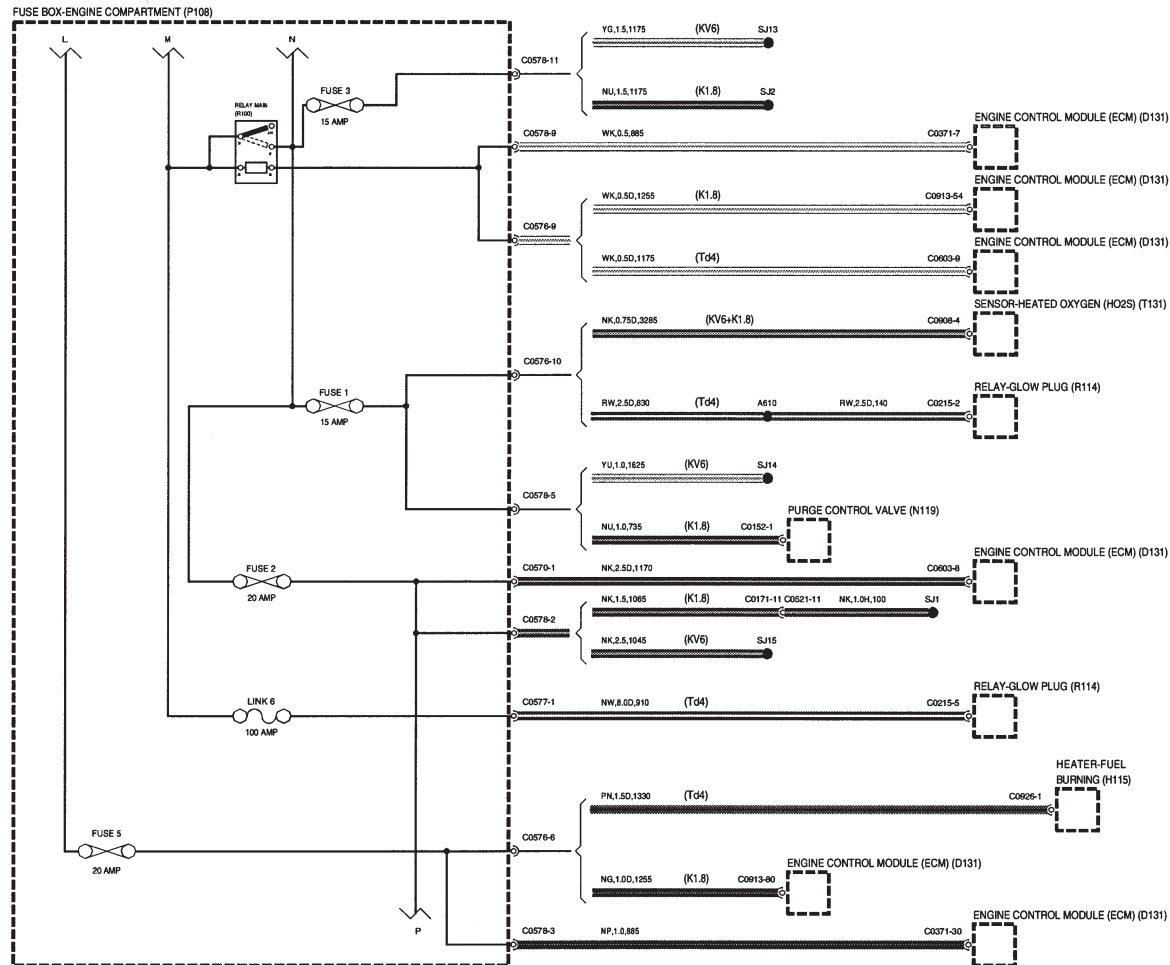 FUSE BOX-ENGINE COMPARTMENT (P108)
L
M
N
YG,1.5,1175 (KV6) SJ13
C0578-11
NU,1.5,1175 (K1.8) SJ2
FUSE 3
15 AMP
RELAY MAIN
(R100)
ENGINE CONTROL MODULE (ECM) (D131)
C0578-9 WK,0.5,885 C0371-7
ENGINE CONTROL MODULE (ECM) (D131)
WK,0.5D,1255 (K1.8) C0913-54
C0576-9
ENGINE CONTROL MODULE (ECM) (D131)
WK,0.5D,1175 (Td4) C0603-9
SENSOR-HEATED OXYGEN (HO2S) (T131)
NK,0.75D,3285 (KV6+K1.8) C0908-4
C0576-10
RELAY-GLOW PLUG (R114)
FUSE 1
15 AMP
RW,2.5D,830 (Td4) A610 RW,2.5D,140 C0215-2
YU,1.0,1625 (KV6) SJ14
C0578-5
PURGE CONTROL VALVE (N119)
NU,1.0,735 (K1.8) C0152-1
ENGINE CONTROL MODULE (ECM) (D131)
FUSE 2
20 AMP
C0570-1 NK,2.5D,1170 C0603-8
NK,1.5,1065 (K1.8) C0171-11 C0521-11 NK,1.0H,100 SJ1
C0578-2
NK,2.5,1045 (KV6) SJ15
RELAY-GLOW PLUG (R114)
LINK 6
100 AMP
C0577-1 NW,8.0D,910 (Td4) C0215-5
HEATER-FUEL
BURNING (H115)
PN,1.5D,1330 (Td4) C0926-1
FUSE 5
20 AMP
C0576-6
ENGINE CONTROL MODULE (ECM) (D131)
NG,1.0D,1255 (K1.8) C0913-80
P
ENGINE CONTROL MODULE (ECM) (D131)
C0578-3 NP,1.0,885 C0371-30